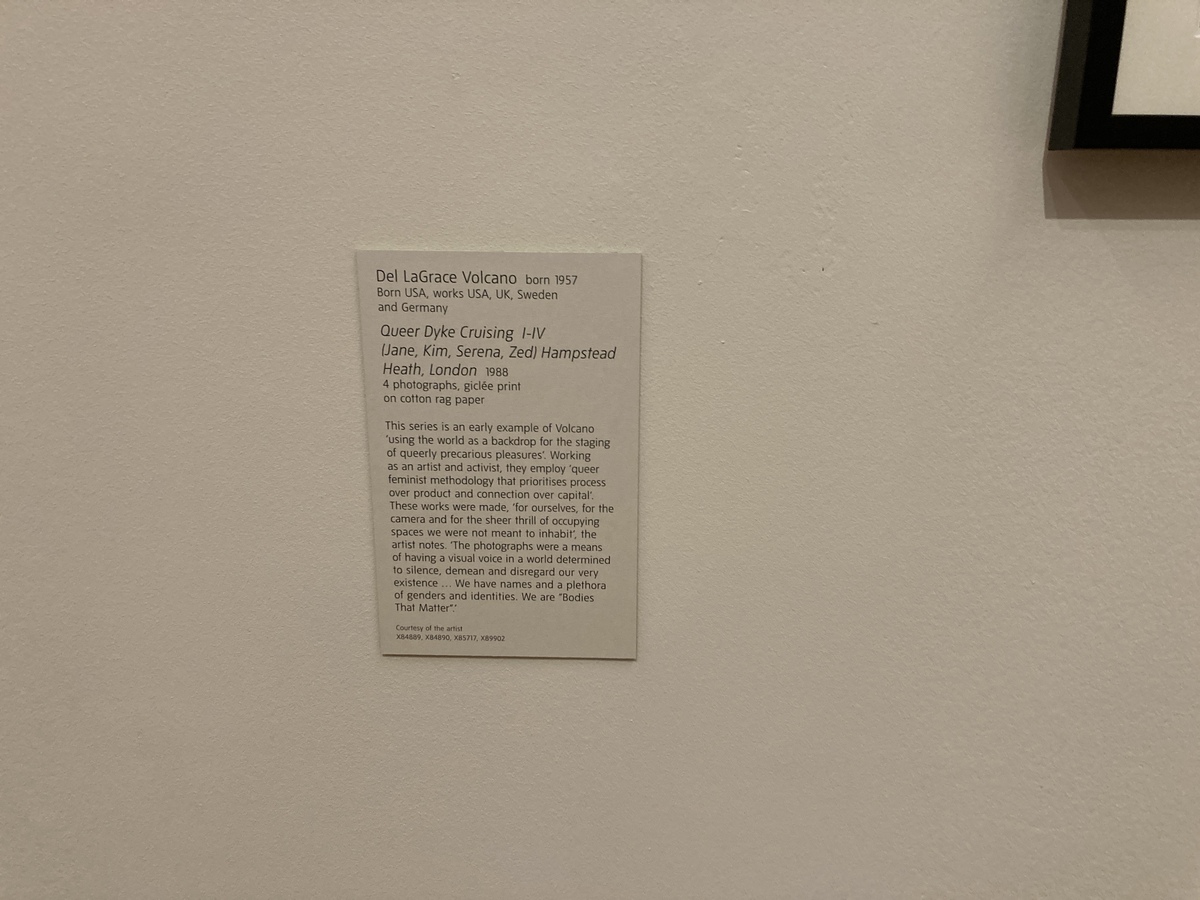 Del LaGrace Volcano born 1957
Born USA, works USA, UK, Sweden
and Germany
Queer Dyke Cruising I-IV
(Jane, Kim, Serena, Zed) Hampstead
Heath, London 1988
4 photographs, giclée print
on cotton rag paper
This series is an early example of Volcano
‘using the world as a backdrop for the staging
of queerly precarious pleasures’. Working
as an artist and activist, they employ ‘queer
feminist methodology that prioritises process
over product and connection over capital’.
These works were made, ‘for ourselves, for the
camera and for the sheer thrill of occupying
spaces we were not meant to inhabit’, the
artist notes. ‘The photographs were a means
of having a visual voice in a world determined
to silence, demean and disregard our very
existence ... We have names and a plethora
of genders and identities. We are “Bodies
That Matter”.’
Courtesy of the artist
X84889, X84890, X85717, X89902